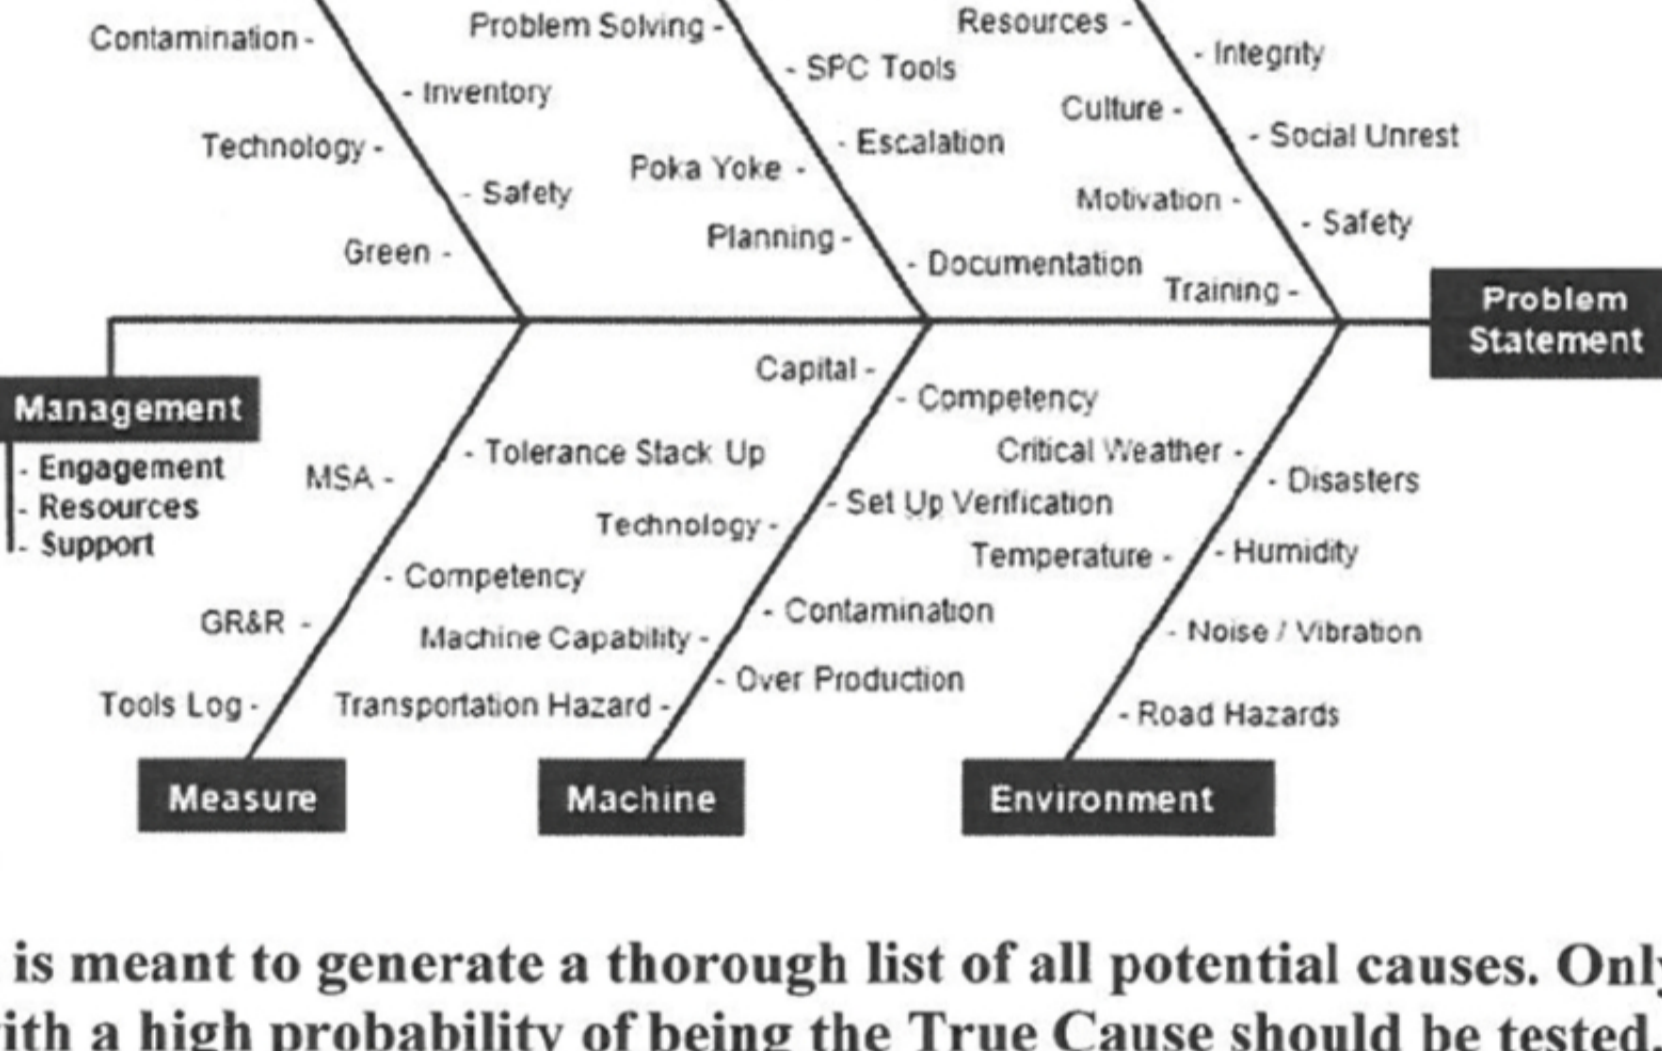 Contamination -
Problem Solving -
Resources -
- Integrity
- SPC Tools
- Inventory
Culture -
- Social Unrest
Technology -
- Escalation
Poka Yoke -
- Safety
Motivation -
- Safety
Planning -
Green -
- Documentation
Training -
Problem
Statement
Capital -
- Competency
Management
- Engagement
- Resources
- Support
MSA -
- Tolerance Stack Up
Critical Weather -
- Disasters
Technology -
- Set Up Verification
Temperature -
- Humidity
- Competency
GR&R -
Machine Capability -
- Contamination
- Noise / Vibration
Tools Log -
Transportation Hazard -
- Over Production
- Road Hazards
Measure
Machine
Environment
is meant to generate a thorough list of all potential causes. Only
with a high probability of being the True Cause should be tested.